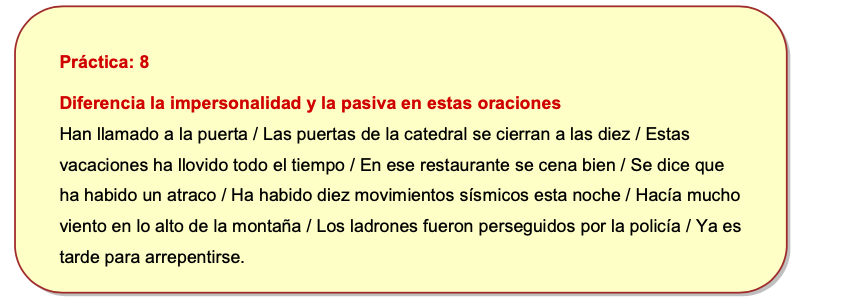 Práctica: 8
Diferencia la impersonalidad y la pasiva en estas oraciones
Han llamado a la puerta / Las puertas de la catedral se cierran a las diez / Estas
vacaciones ha llovido todo el tiempo / En ese restaurante se cena bien / Se dice que
ha habido un atraco / Ha habido diez movimientos sísmicos esta noche / Hacía mucho
viento en lo alto de la montaña / Los ladrones fueron perseguidos por la policía / Ya es
tarde para arrepentirse.